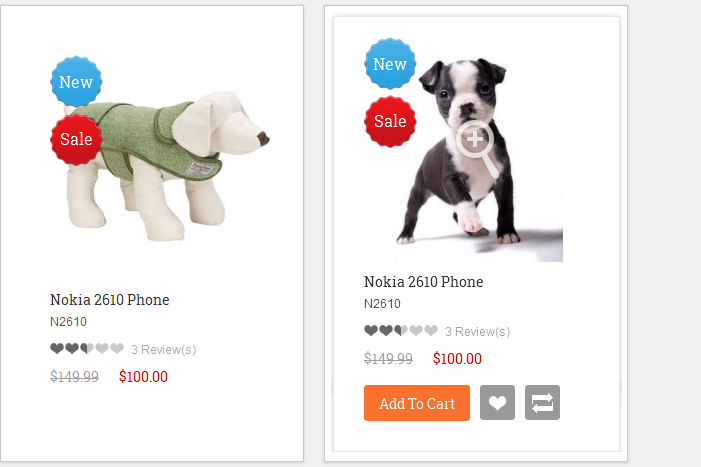 New
Sale
Nokia 2610 Phone
N2610
3 Review(s)
$149.99 $100.00
New
Sale
Nokia 2610 Phone
N2610
3 Review(s)
$149.99 $100.00
Add To Cart